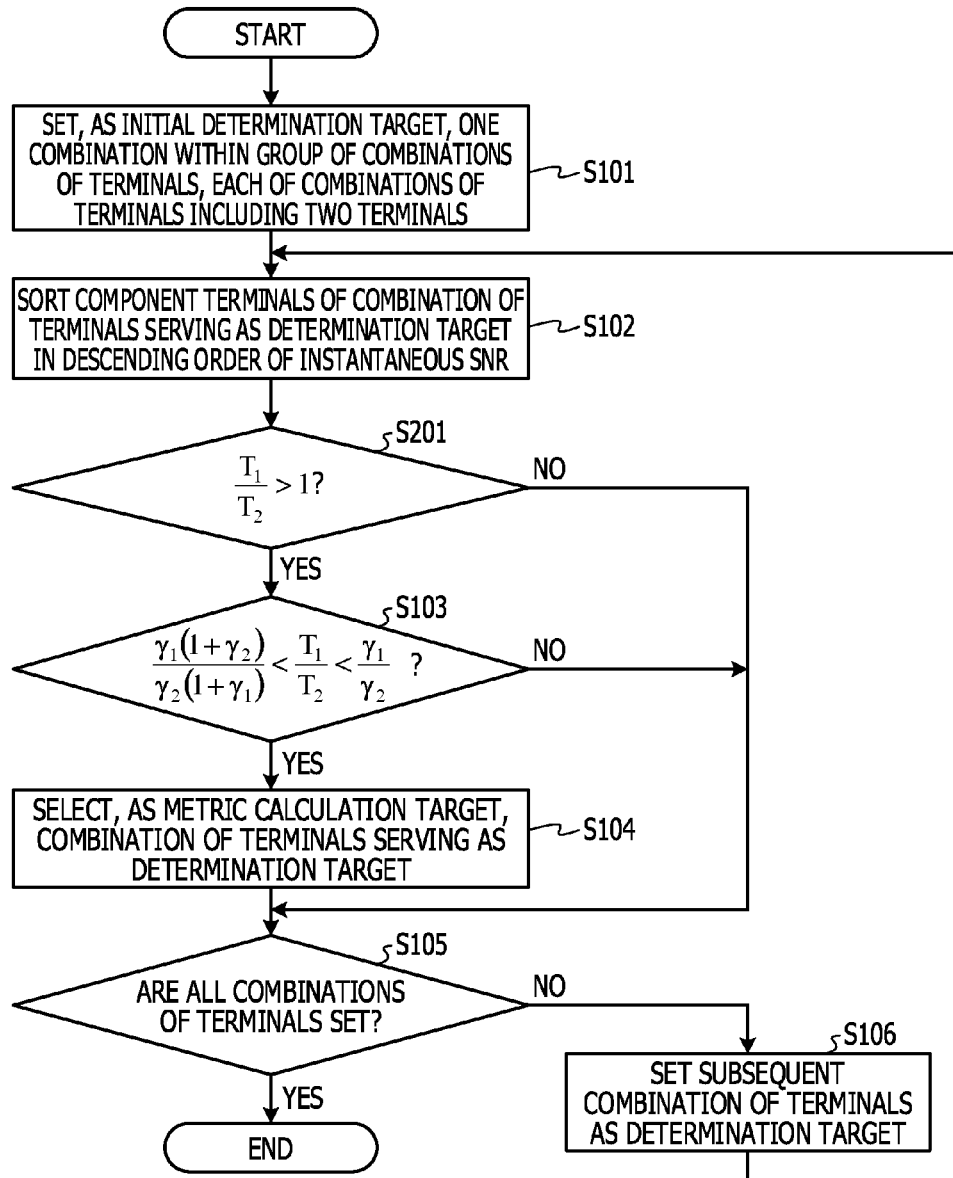 START
SET, AS INITIAL DETERMINATION TARGET, ONE
COMBINATION WITHIN GROUP OF COMBINATIONS
OF TERMINALS, EACH OF COMBINATIONS OF
TERMINALS INCLUDING TWO TERMINALS
S101
SORT COMPONENT TERMINALS OF COMBINATION OF
TERMINALS SERVING AS DETERMINATION TARGET
IN DESCENDING ORDER OF INSTANTANEOUS SNR
S102
S201
T₁/T₂ > 1?
NO
YES
S103
γ₁(1+γ₂)/γ₂(1+γ₁) < T₁/T₂ < γ₁/γ₂ ?
NO
YES
SELECT, AS METRIC CALCULATION TARGET,
COMBINATION OF TERMINALS SERVING AS
DETERMINATION TARGET
S104
S105
ARE ALL COMBINATIONS
OF TERMINALS SET?
NO
YES
S106
SET SUBSEQUENT
COMBINATION OF TERMINALS
AS DETERMINATION TARGET
END